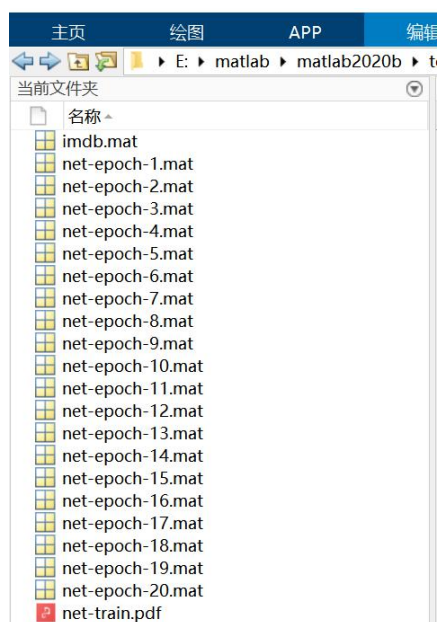 主页 绘图 APP 编辑
E: matlab matlab2020b
当前文件夹
名称
imdb.mat
net-epoch-1.mat
net-epoch-2.mat
net-epoch-3.mat
net-epoch-4.mat
net-epoch-5.mat
net-epoch-6.mat
net-epoch-7.mat
net-epoch-8.mat
net-epoch-9.mat
net-epoch-10.mat
net-epoch-11.mat
net-epoch-12.mat
net-epoch-13.mat
net-epoch-14.mat
net-epoch-15.mat
net-epoch-16.mat
net-epoch-17.mat
net-epoch-18.mat
net-epoch-19.mat
net-epoch-20.mat
net-train.pdf